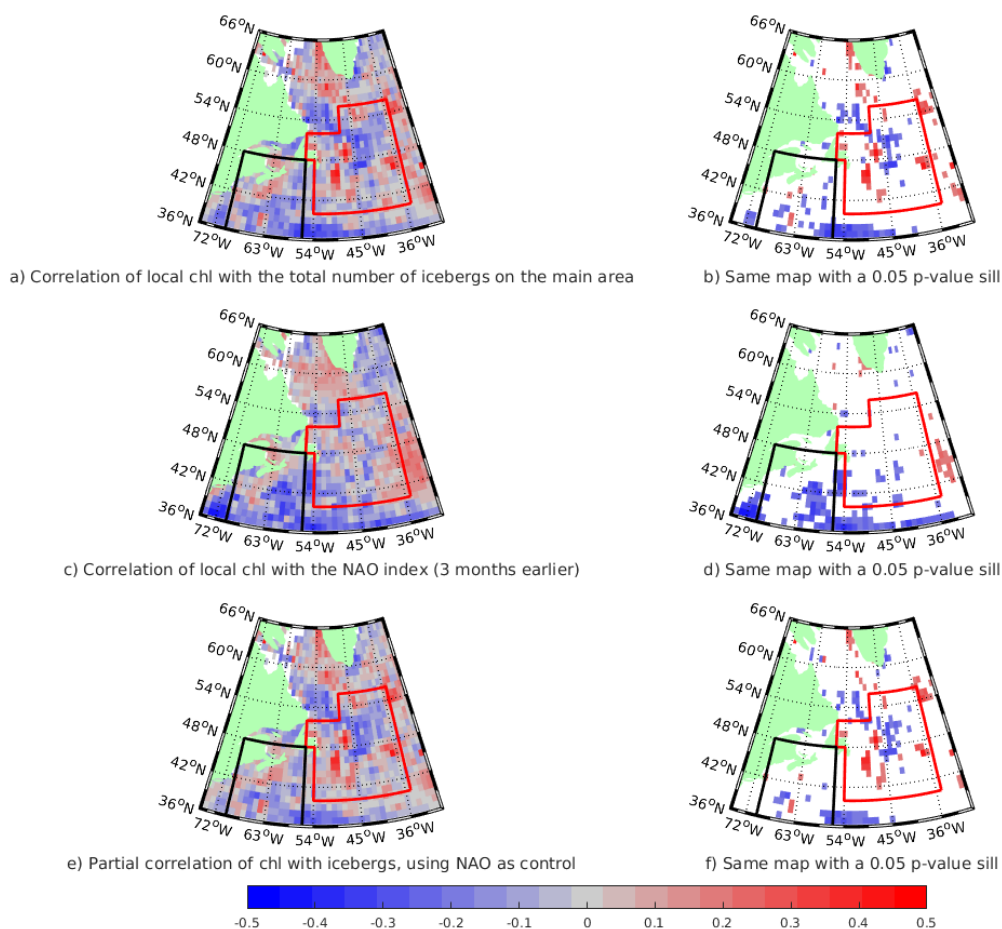 66°N
60°N
54°N
48°N
42°N
36°N
72°W 63°W 54°W 45°W 36°W
a) Correlation of local chl with the total number of icebergs on the main area
66°N
60°N
54°N
48°N
42°N
36°N
72°W 63°W 54°W 45°W 36°W
b) Same map with a 0.05 p-value sill
66°N
60°N
54°N
48°N
42°N
36°N
72°W 63°W 54°W 45°W 36°W
c) Correlation of local chl with the NAO index (3 months earlier)
66°N
60°N
54°N
48°N
42°N
36°N
72°W 63°W 54°W 45°W 36°W
d) Same map with a 0.05 p-value sill
66°N
60°N
54°N
48°N
42°N
36°N
72°W 63°W 54°W 45°W 36°W
e) Partial correlation of chl with icebergs, using NAO as control
66°N
60°N
54°N
48°N
42°N
36°N
72°W 63°W 54°W 45°W 36°W
f) Same map with a 0.05 p-value sill
-0.5 -0.4 -0.3 -0.2 -0.1 0 0.1 0.2 0.3 0.4 0.5